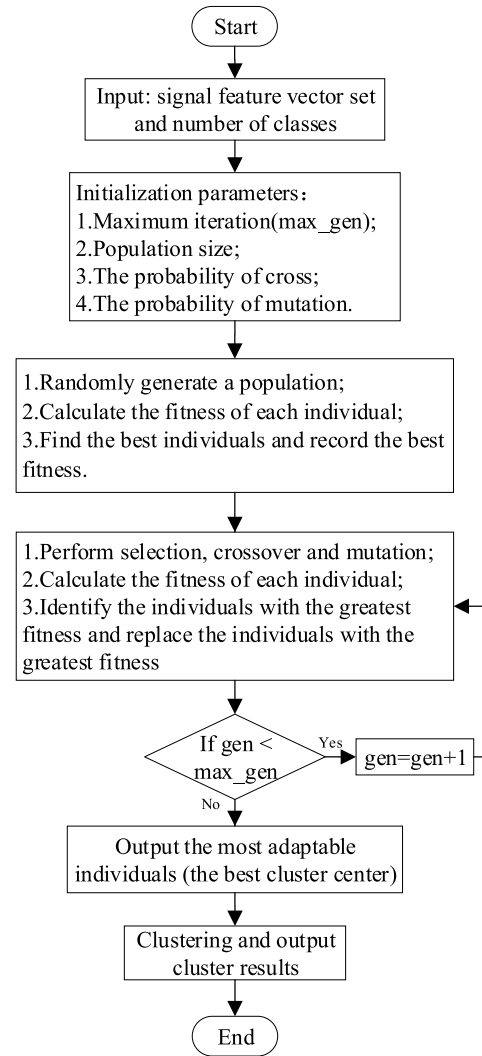 Start
Input: signal feature vector set
and number of classes
Initialization parameters：
1.Maximum iteration(max_gen);
2.Population size;
3.The probability of cross;
4.The probability of mutation.
1.Randomly generate a population;
2.Calculate the fitness of each individual;
3.Find the best individuals and record the best
fitness.
1.Perform selection, crossover and mutation;
2.Calculate the fitness of each individual;
3.Identify the individuals with the greatest
fitness and replace the individuals with the
greatest fitness
If gen <
max_gen
Yes
gen=gen+1
No
Output the most adaptable
individuals (the best cluster center)
Clustering and output
cluster results
End